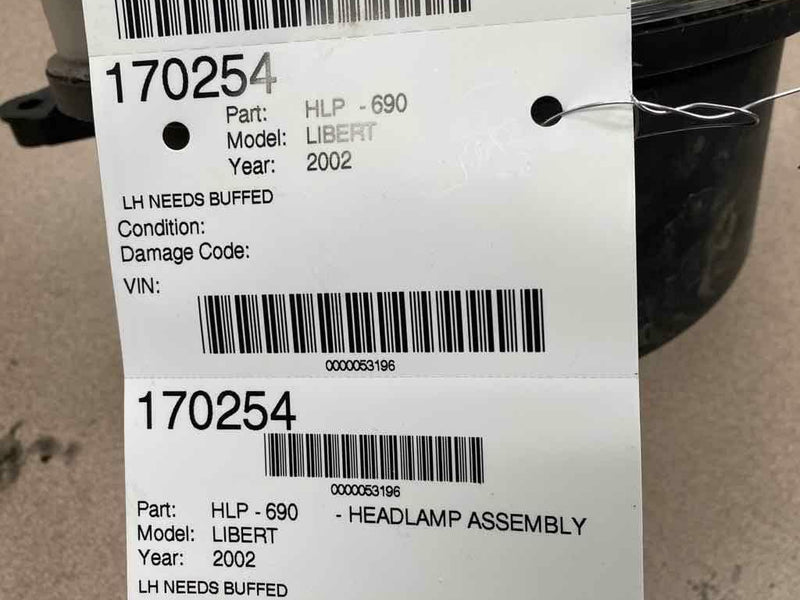 170254
Part: HLP - 690
Model: LIBERT
Year: 2002
LH NEEDS BUFFED
Condition:
Damage Code:
VIN:
0000053196
170254
0000053196
Part: HLP - 690 - HEADLAMP ASSEMBLY
Model: LIBERT
Year: 2002
LH NEEDS BUFFED